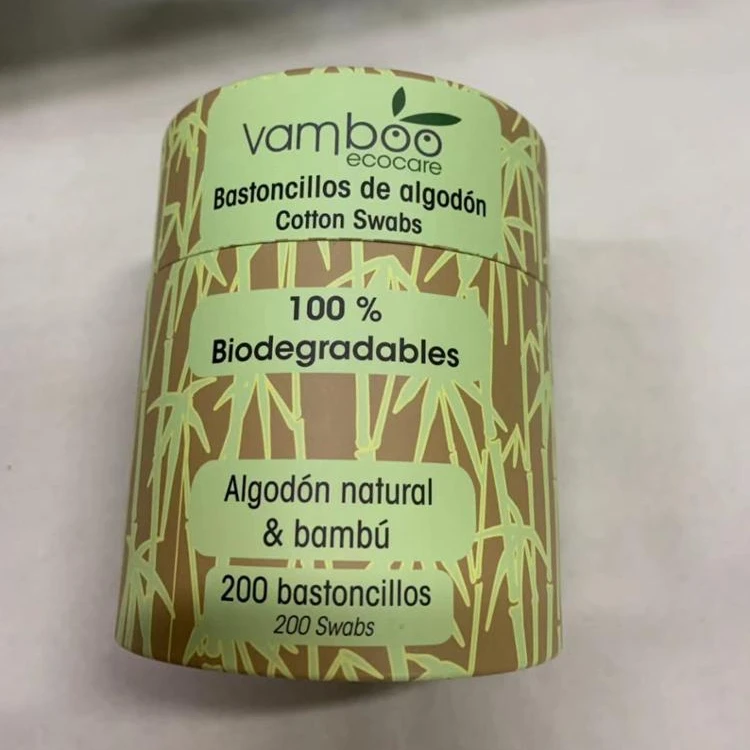 vamboo
ecocare
Bastoncillos de algodón
Cotton Swabs
100 %
Biodegradables
Algodón natural
& bambú
200 bastoncillos
200 Swabs